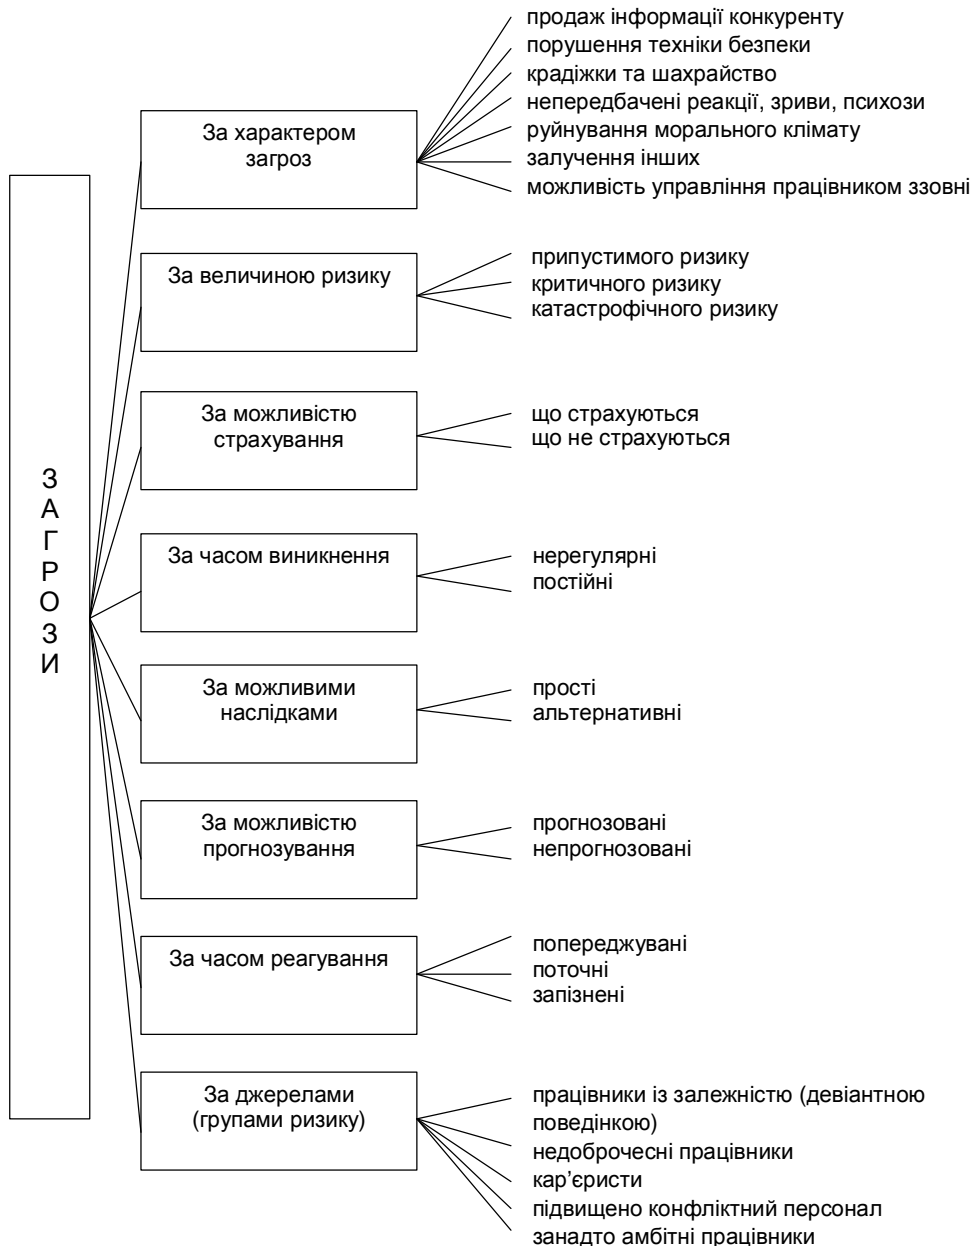 ЗАГРОЗИ
За характером
загроз
продаж інформації конкуренту
порушення техніки безпеки
крадіжки та шахрайство
непередбачені реакції, зриви, психози
руйнування морального клімату
залучення інших
можливість управління працівником ззовні
За величиною ризику
припустимого ризику
критичного ризику
катастрофічного ризику
За можливістю
страхування
що страхуються
що не страхуються
За часом виникнення
нерегулярні
постійні
За можливими
наслідками
прості
альтернативні
За можливістю
прогнозування
прогнозовані
непрогнозовані
За часом реагування
попереджувані
поточні
запізнені
За джерелами
(групами ризику)
працівники із залежністю (девіантною
поведінкою)
недоброчесні працівники
кар’єристи
підвищено конфліктний персонал
занадто амбітні працівники